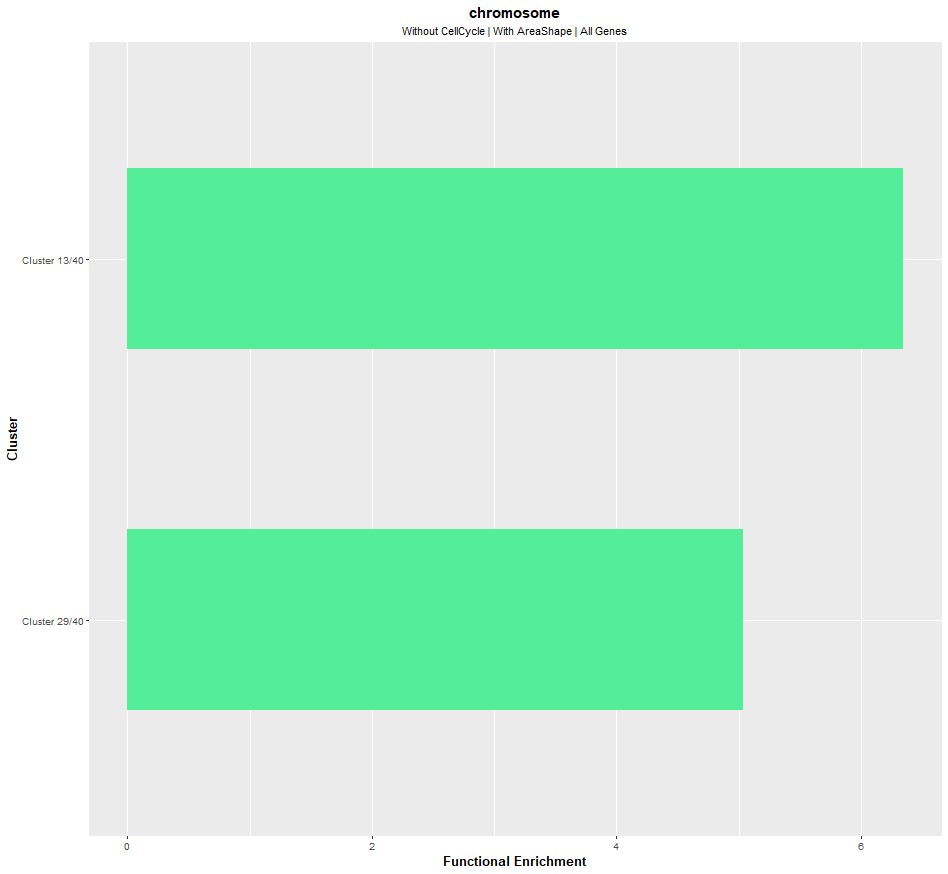 chromosome
Without CellCycle | With AreaShape | All Genes
Cluster 13/40
Cluster
Cluster 29/40
0 2 4 6
Functional Enrichment